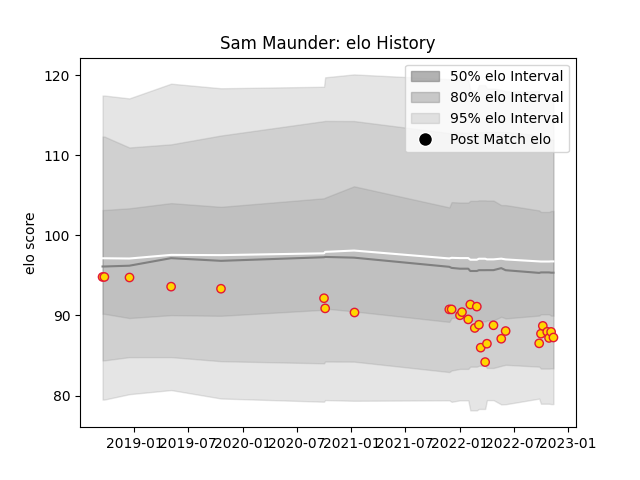 Sam Maunder: elo History
elo score
120
110
100
90
80
50% elo Interval
80% elo Interval
95% elo Interval
Post Match elo
2019-01 2019-07 2020-01 2020-07 2021-01 2021-07 2022-01 2022-07 2023-01